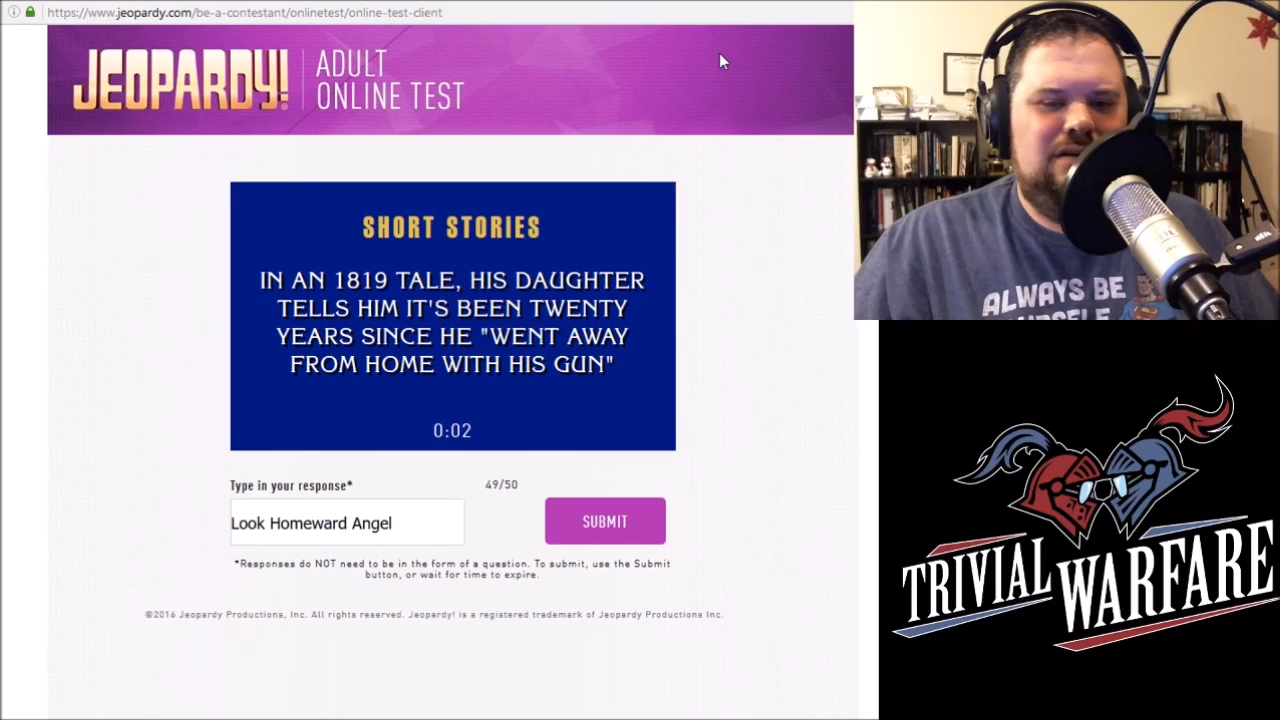 https://www.jeopardy.com/be-a-contestant/onlinetest/online-test-client
JEOPARDY!
ADULT
ONLINE TEST
SHORT STORIES
IN AN 1819 TALE, HIS DAUGHTER
TELLS HIM IT'S BEEN TWENTY
YEARS SINCE HE "WENT AWAY
FROM HOME WITH HIS GUN"
0:02
Type in your response*
49/50
Look Homeward Angel
SUBMIT
*Responses do NOT need to be in the form of a question. To submit, use the Submit
button, or wait for time to expire.
©2016 Jeopardy Productions, Inc. All rights reserved. Jeopardy! is a registered trademark of Jeopardy Productions Inc.
ALWAYS BE
TRIVIAL
WARFARE